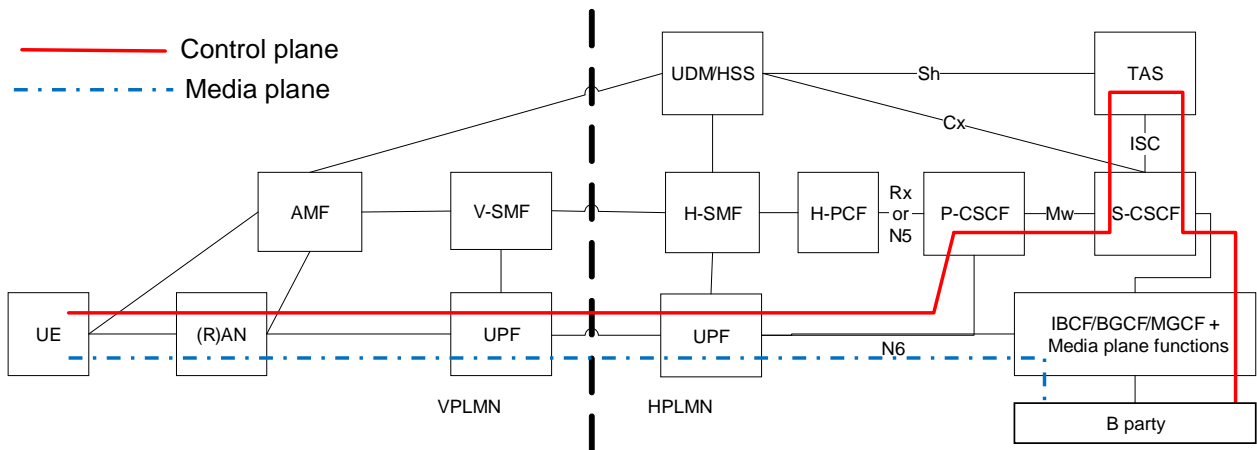 Control plane
Media plane
UDM/HSS
Sh
TAS
Cx
ISC
AMF
V-SMF
H-SMF
H-PCF
Rx
or
N5
P-CSCF
Mw
S-CSCF
UE
(R)AN
UPF
UPF
N6
IBCF/BGCF/MGCF +
Media plane functions
VPLMN
HPLMN
B party